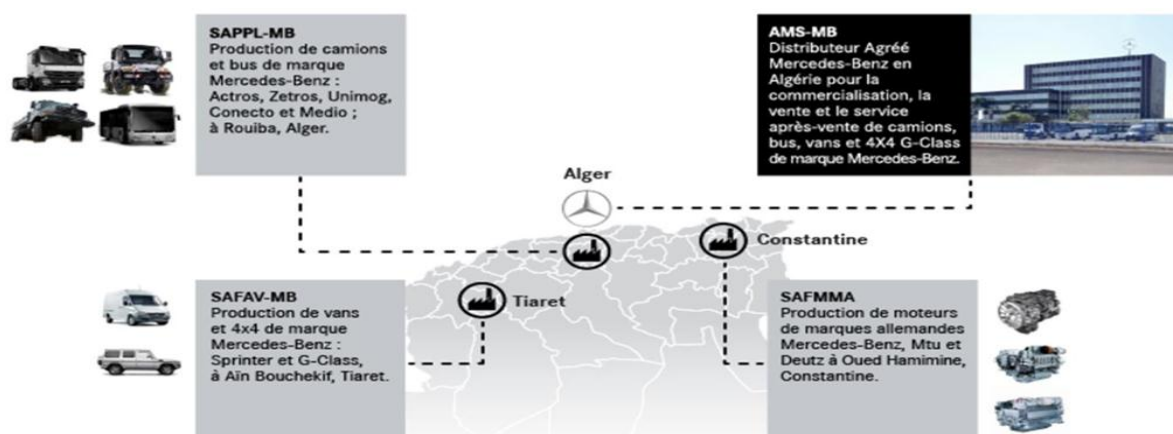 SAPPL-MB
Production de camions
et bus de marque
Mercedes-Benz :
Actros, Zetros, Unimog,
Conecto et Medio ;
à Rouiba, Alger.
AMS-MB
Distributeur Agréé
Mercedes-Benz en
Algérie pour la
commercialisation, la
vente et le service
après-vente de camions,
bus, vans et 4X4 G-Class
de marque Mercedes-Benz.
Alger
Constantine
Tiaret
SAFAV-MB
Production de vans
et 4x4 de marque
Mercedes-Benz :
Sprinter et G-Class,
à Aïn Bouchekif, Tiaret.
SAFMMA
Production de moteurs
de marques allemandes
Mercedes-Benz, Mtu et
Deutz à Oued Hamimine,
Constantine.